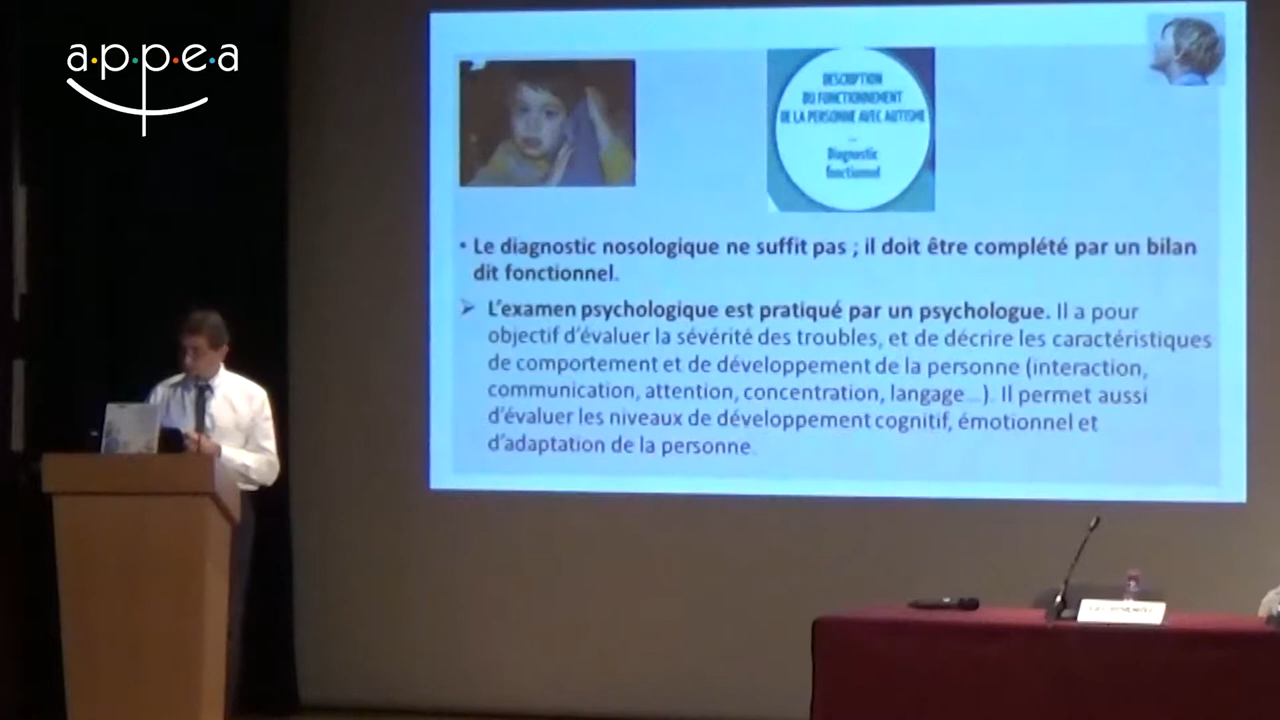 appea
DESCRIPTION
DU FONCTIONNEMENT
DE LA PERSONNE AVEC AUTISME
Diagnostic
fonctionnel
• Le diagnostic nosologique ne suffit pas ; il doit être complété par un bilan
dit fonctionnel.
➢ L'examen psychologique est pratiqué par un psychologue. Il a pour
objectif d'évaluer la sévérité des troubles, et de décrire les caractéristiques
de comportement et de développement de la personne (interaction,
communication, attention, concentration, langage...). Il permet aussi
d'évaluer les niveaux de développement cognitif, émotionnel et
d'adaptation de la personne.